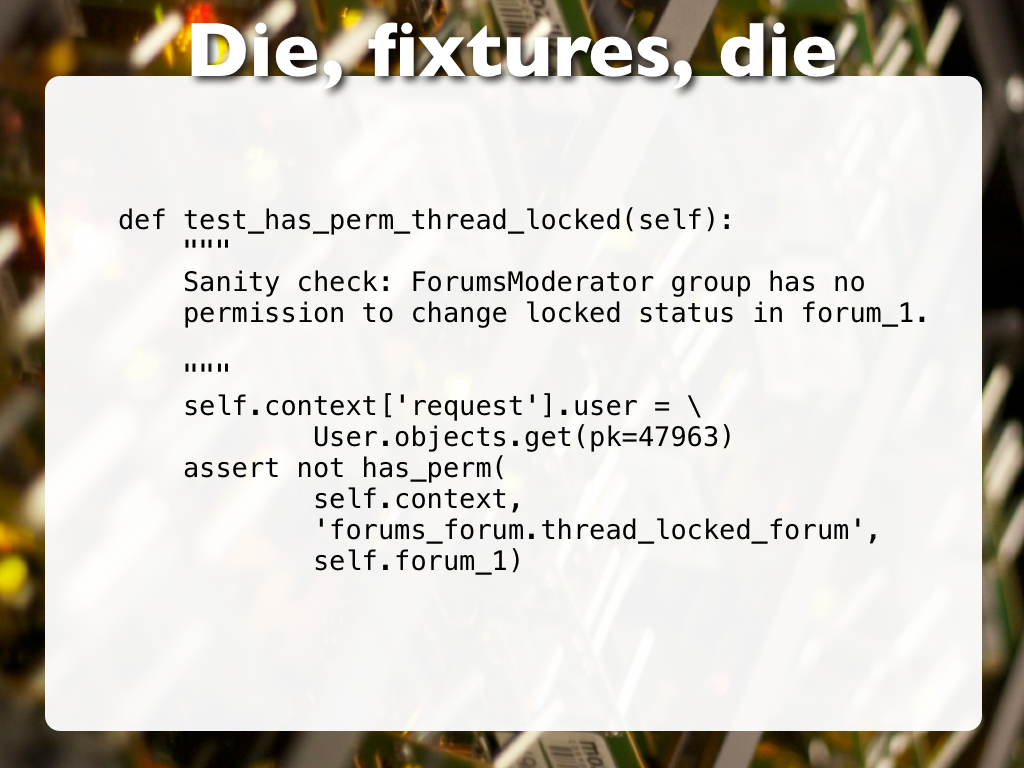 Die, fixtures, die
def test_has_perm_thread_locked(self):
    """
    Sanity check: ForumsModerator group has no
    permission to change locked status in forum_1.
    """
    self.context['request'].user = \
            User.objects.get(pk=47963)
    assert not has_perm(
            self.context,
            'forums_forum.thread_locked_forum',
            self.forum_1)